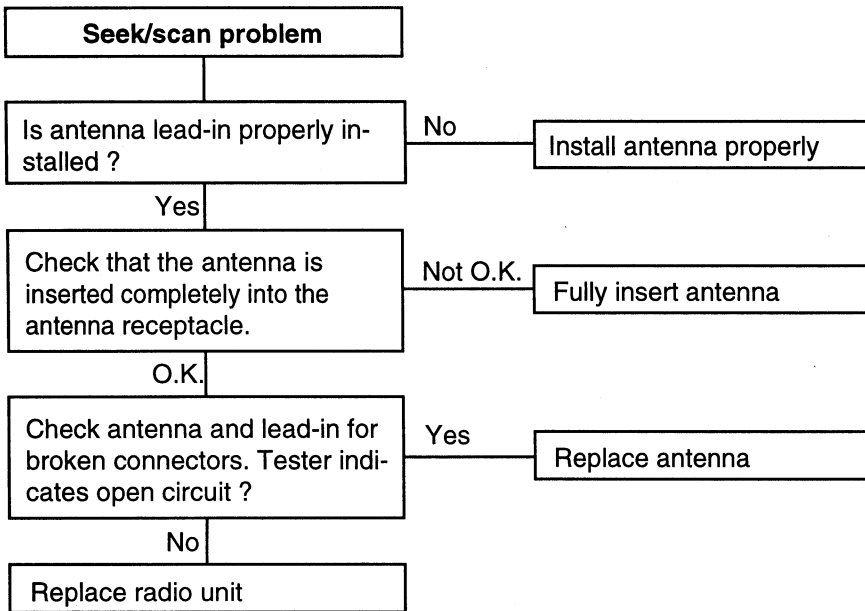 Seek/scan problem
Is antenna lead-in properly in-
stalled ?
No
Install antenna properly
Yes
Check that the antenna is
inserted completely into the
antenna receptacle.
Not O.K.
Fully insert antenna
O.K.
Check antenna and lead-in for
broken connectors. Tester indi-
cates open circuit ?
Yes
Replace antenna
No
Replace radio unit